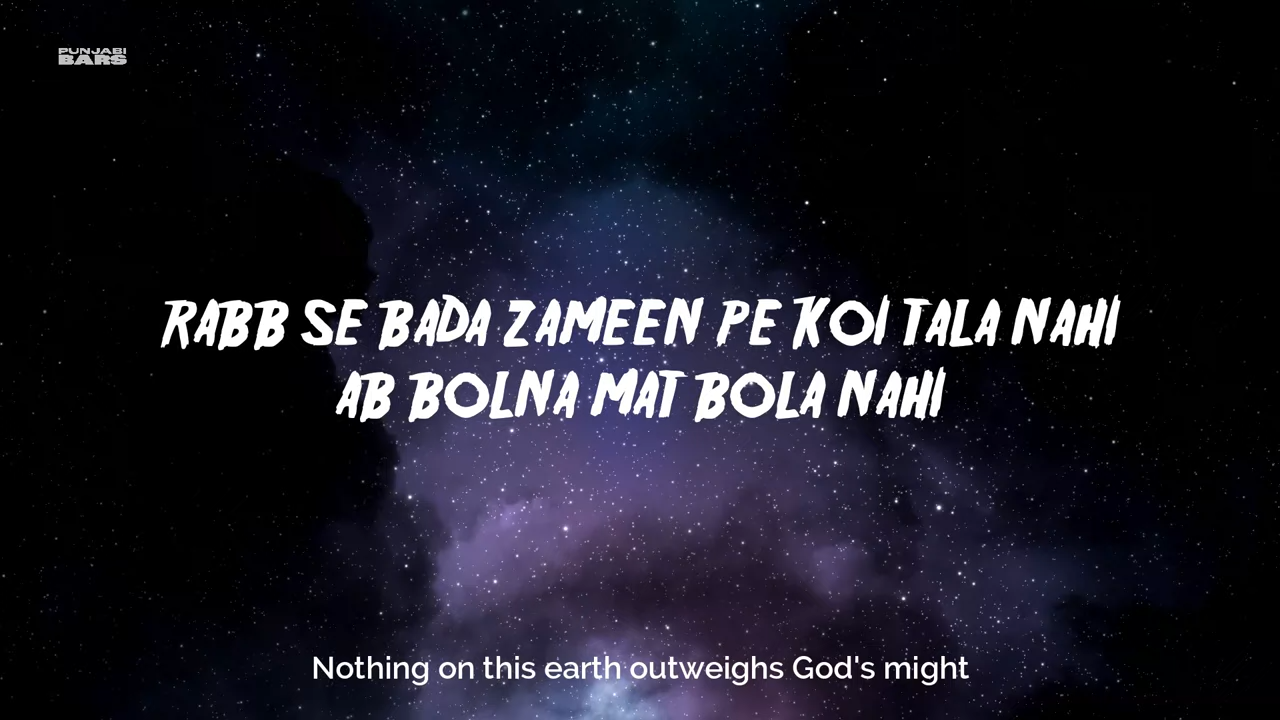 PUNJABI
BARS
RABB SE BADA ZAMEEN PE KOI TALA NAHI
AB BOLNA MAT BOLA NAHI
Nothing on this earth outweighs God's might